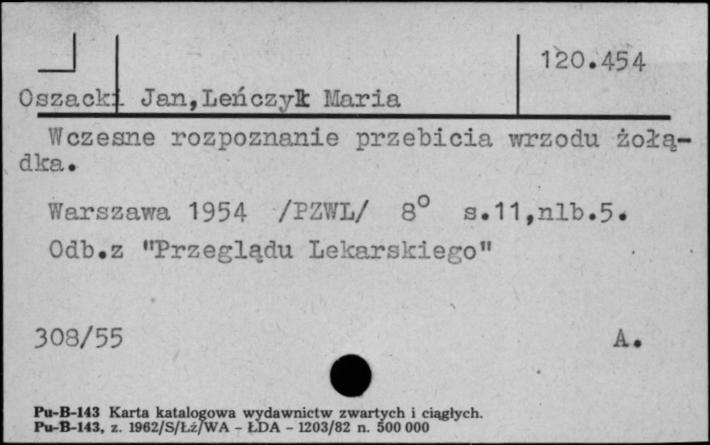 120.454
Oszacki Jan,Leńczyk Maria
Wczesne rozpoznanie przebicia wrzodu żołą-
dka.
Warszawa 1954 /PZWL/ 8° s.11,nlb.5.
Odb.z "Przeglądu Lekarskiego"
308/55 A.
Pu-B-143 Karta katalogowa wydawnictw zwartych i ciągłych.
Pu-B-143, z. 1962/S/Łż/WA - ŁDA - 1203/82 n. 500 000